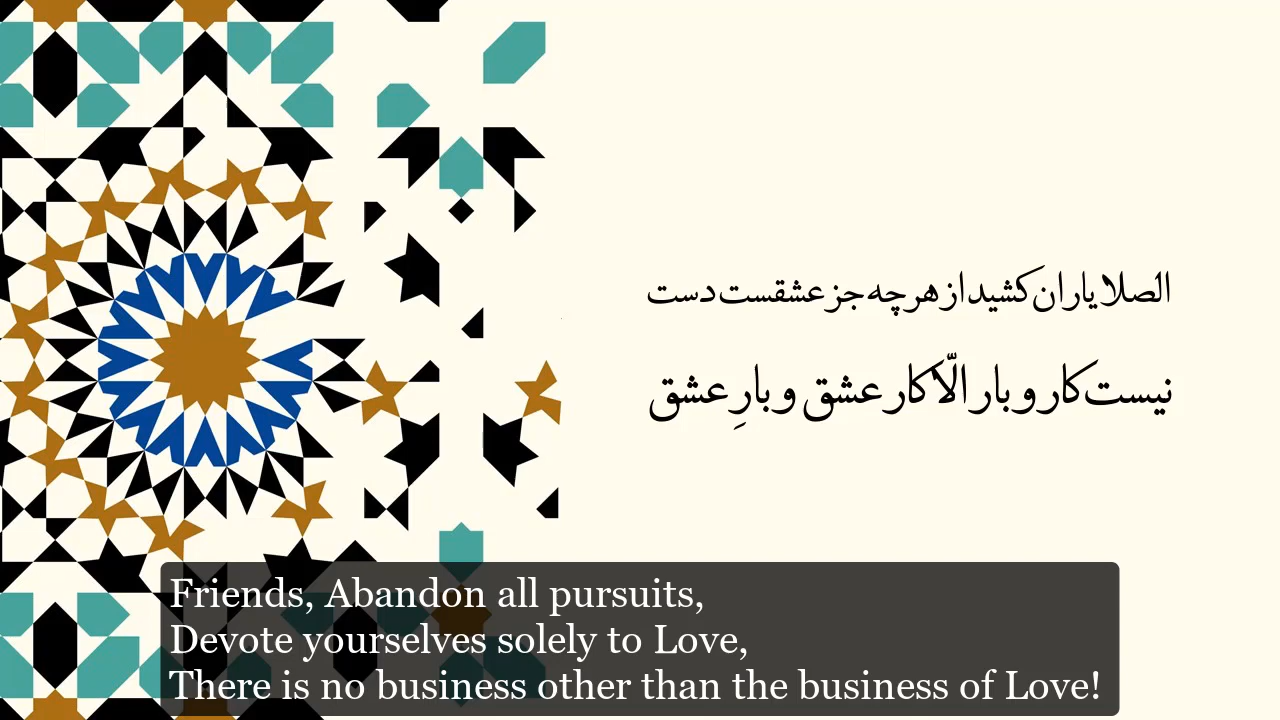 الصلا یاران کشید از هر چه جز عشقست دست
نیست کار و بار الّا کار عشق و بارِ عشق
Friends, Abandon all pursuits,
Devote yourselves solely to Love,
There is no business other than the business of Love!